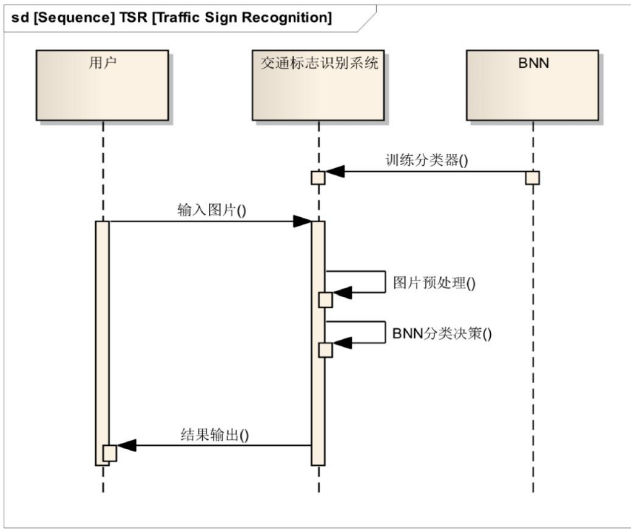 sd [Sequence] TSR [Traffic Sign Recognition]
用户
交通标志识别系统
BNN
训练分类器()
输入图片()
图片预处理()
BNN分类决策()
结果输出()